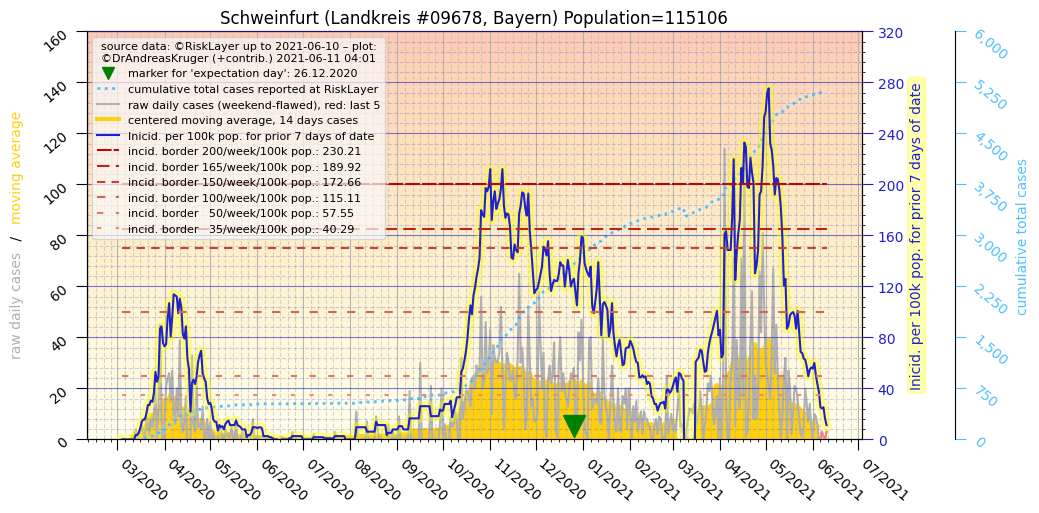 Schweinfurt (Landkreis #09678, Bayern) Population=115106
source data: ©RiskLayer up to 2021-06-10 – plot:
©DrAndreasKruger (+contrib.) 2021-06-11 04:01
marker for 'expectation day': 26.12.2020
cumulative total cases reported at RiskLayer
raw daily cases (weekend-flawed), red: last 5
centered moving average, 14 days cases
Inicid. per 100k pop. for prior 7 days of date
incid. border 200/week/100k pop.: 230.21
incid. border 165/week/100k pop.: 189.92
incid. border 150/week/100k pop.: 172.66
incid. border 100/week/100k pop.: 115.11
incid. border   50/week/100k pop.: 57.55
incid. border   35/week/100k pop.: 40.29
raw daily cases / moving average
160
140
120
100
80
60
40
20
0
320
280
240
200
160
120
80
40
0
Inicid. per 100k pop. for prior 7 days of date
6,000
5,250
4,500
3,750
3,000
2,250
1,500
750
0
cumulative total cases
03/2020
04/2020
05/2020
06/2020
07/2020
08/2020
09/2020
10/2020
11/2020
12/2020
01/2021
02/2021
03/2021
04/2021
05/2021
06/2021
07/2021